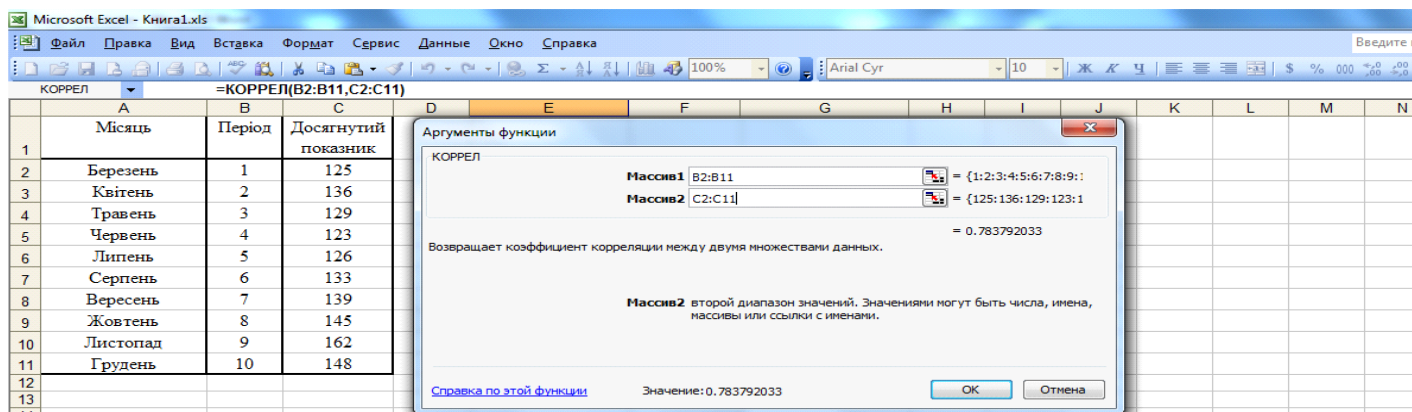 Microsoft Excel - Книга1.xls
Файл Правка Вид Вставка Формат Сервис Данные Окно Справка Введите
100% Arial Cyr 10 Ж К Ч $ % 000
КОРРЕЛ =КОРРЕЛ(B2:B11,C2:C11)
A B C D E F G H I J K L M N
1 Місяць Період Досягнутий показник
2 Березень 1 125
3 Квітень 2 136
4 Травень 3 129
5 Червень 4 123
6 Липень 5 126
7 Серпень 6 133
8 Вересень 7 139
9 Жовтень 8 145
10 Листопад 9 162
11 Грудень 10 148
12
13
Аргументы функции
КОРРЕЛ
Массив1 B2:B11 = {1:2:3:4:5:6:7:8:9:1
Массив2 C2:C11 = {125:136:129:123:1
= 0.783792033
Возвращает коэффициент корреляции между двумя множествами данных.
Массив2 второй диапазон значений. Значениями могут быть числа, имена,
массивы или ссылки с именами.
Справка по этой функции Значение:0.783792033 ОК Отмена